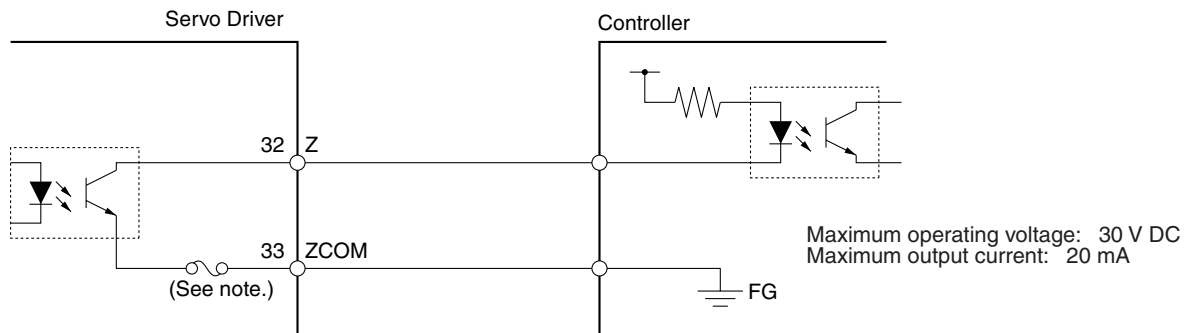 Servo Driver
Controller
32 Z
33 ZCOM
(See note.)
FG
Maximum operating voltage: 30 V DC
Maximum output current: 20 mA